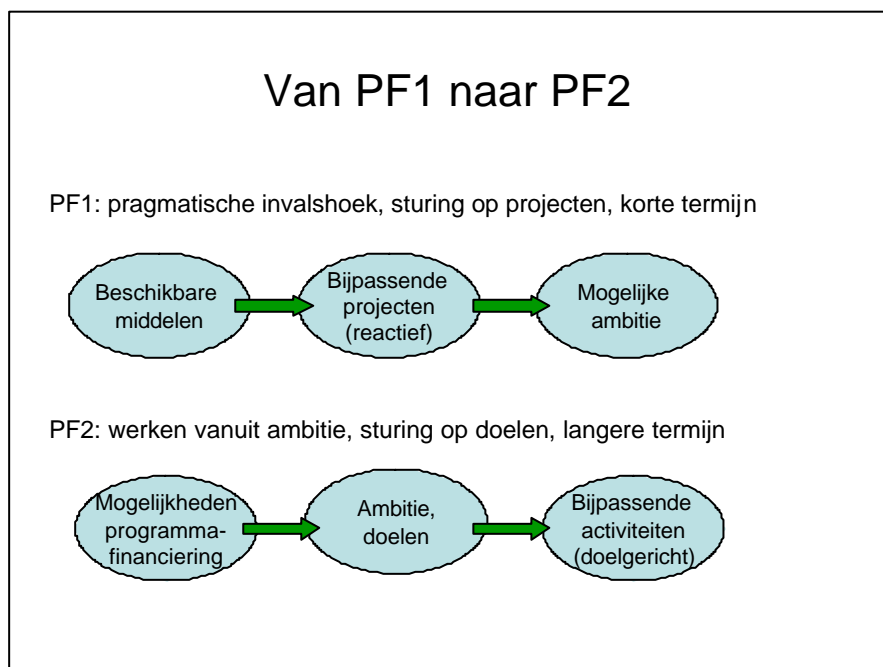 Van PF1 naar PF2
PF1: pragmatische invalshoek, sturing op projecten, korte termijn
Beschikbare
middelen
Bijpassende
projecten
(reactief)
Mogelijke
ambitie
PF2: werken vanuit ambitie, sturing op doelen, langere termijn
Mogelijkheden
programma-
financiering
Ambitie,
doelen
Bijpassende
activiteiten
(doelgericht)